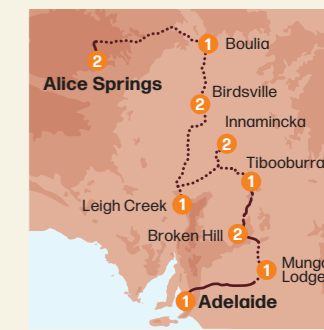 1 Boulia
2
Alice Springs
Birdsville
2
Innamincka
2
Tibooburra
1
Leigh Creek 1
Broken Hill 2
1 Mungo
Lodge
1 Adelaide